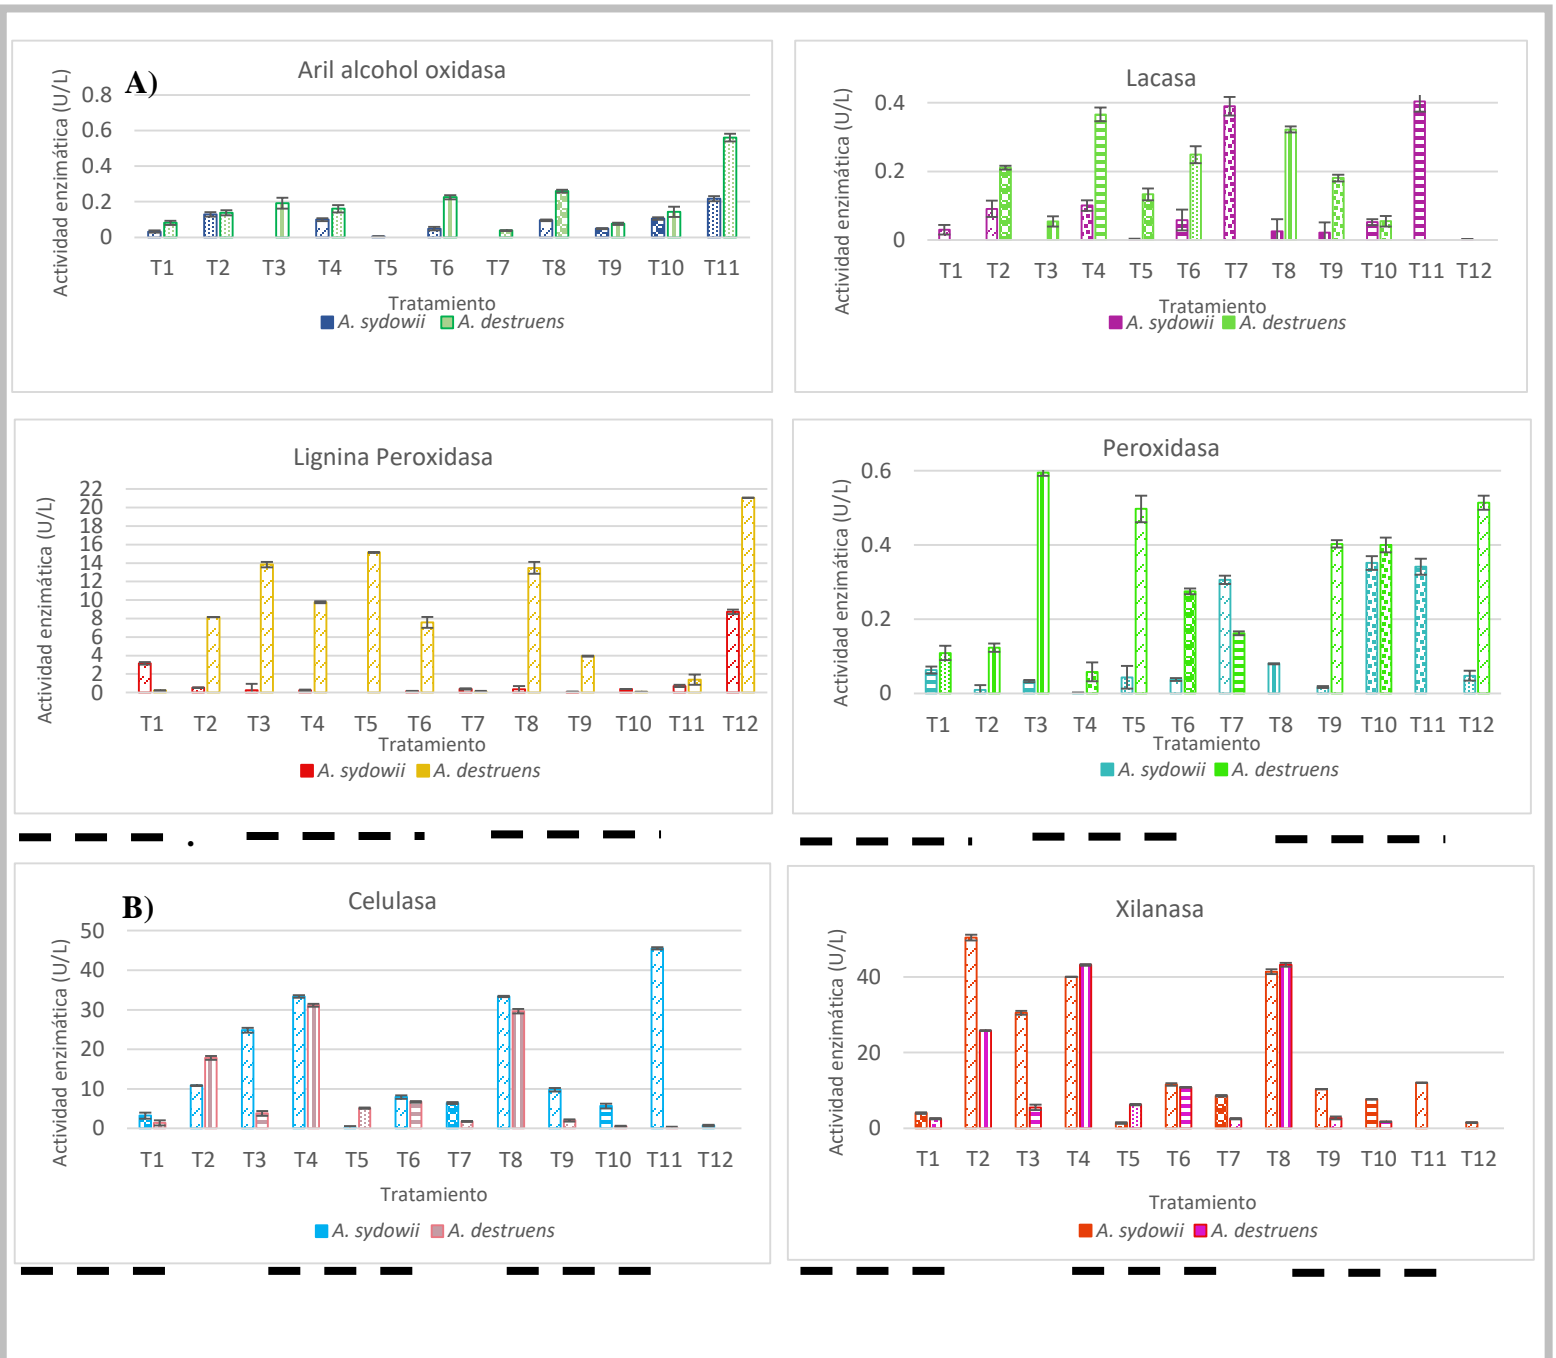 A)
Aril alcohol oxidasa
Actividad enzimática (U/L)
0.8
0.6
0.4
0.2
0
T1 T2 T3 T4 T5 T6 T7 T8 T9 T10 T11
Tratamiento
A. sydowii A. destruens
Lacasa
Actividad enzimática (U/L)
0.4
0.2
0
T1 T2 T3 T4 T5 T6 T7 T8 T9 T10 T11 T12
Tratamiento
A. sydowii A. destruens
Lignina Peroxidasa
Actividad enzimática (U/L)
22
20
18
16
14
12
10
8
6
4
2
0
T1 T2 T3 T4 T5 T6 T7 T8 T9 T10 T11 T12
Tratamiento
A. sydowii A. destruens
Peroxidasa
Actividad enzimática (U/L)
0.6
0.4
0.2
0
T1 T2 T3 T4 T5 T6 T7 T8 T9 T10 T11 T12
Tratamiento
A. sydowii A. destruens
B)
Celulasa
Actividad enzimática (U/L)
50
40
30
20
10
0
T1 T2 T3 T4 T5 T6 T7 T8 T9 T10 T11 T12
Tratamiento
A. sydowii A. destruens
Xilanasa
Actividad enzimática (U/L)
40
20
0
T1 T2 T3 T4 T5 T6 T7 T8 T9 T10 T11 T12
Tratamiento
A. sydowii A. destruens